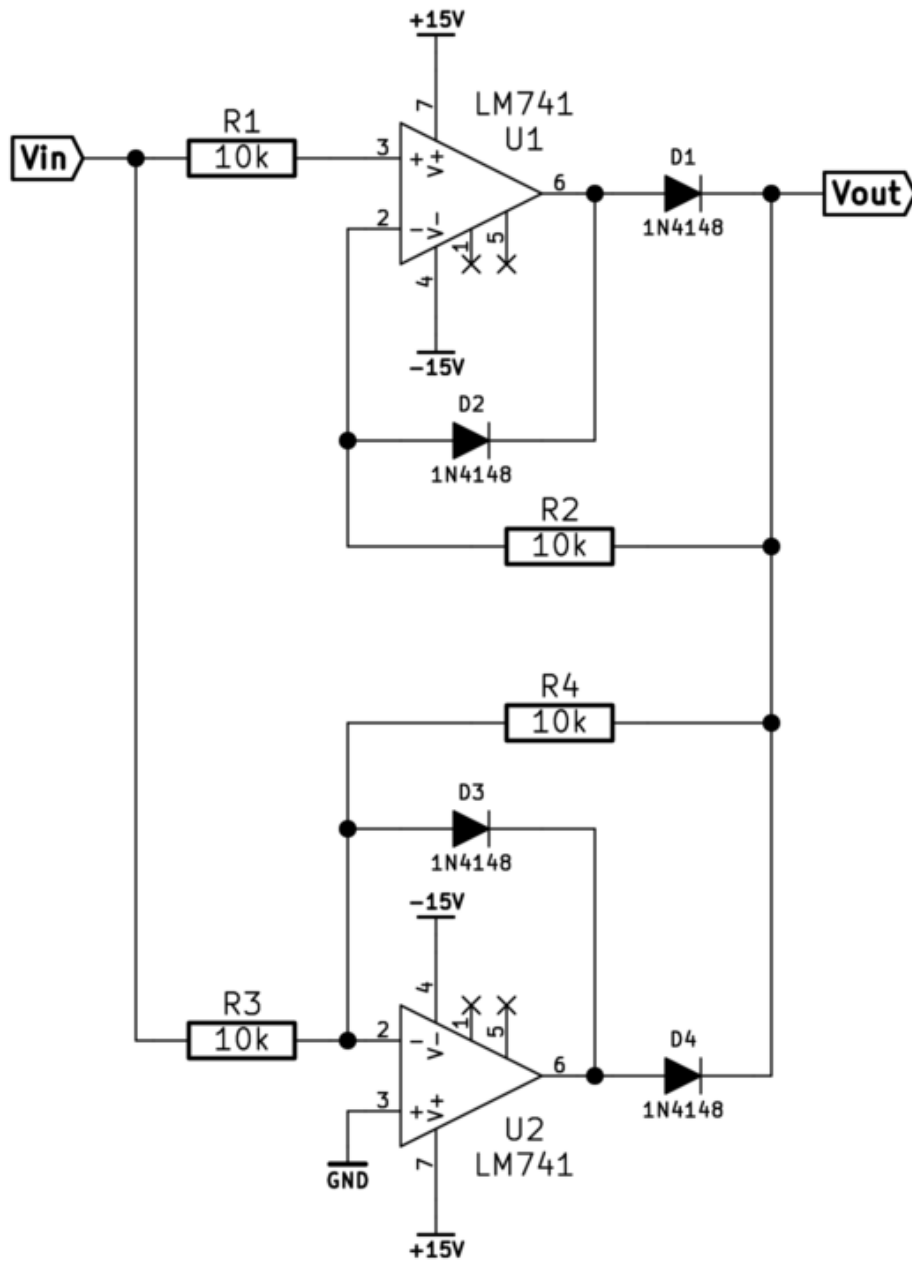 +15V
LM741
U1
R1
10k
Vin
7
3
+
V+
6
D1
1N4148
Vout
2
-
V-
1
5
4
-15V
D2
1N4148
R2
10k
R4
10k
D3
1N4148
-15V
4
R3
10k
2
-
V-
1
5
6
D4
1N4148
3
+
V+
U2
LM741
7
GND
+15V